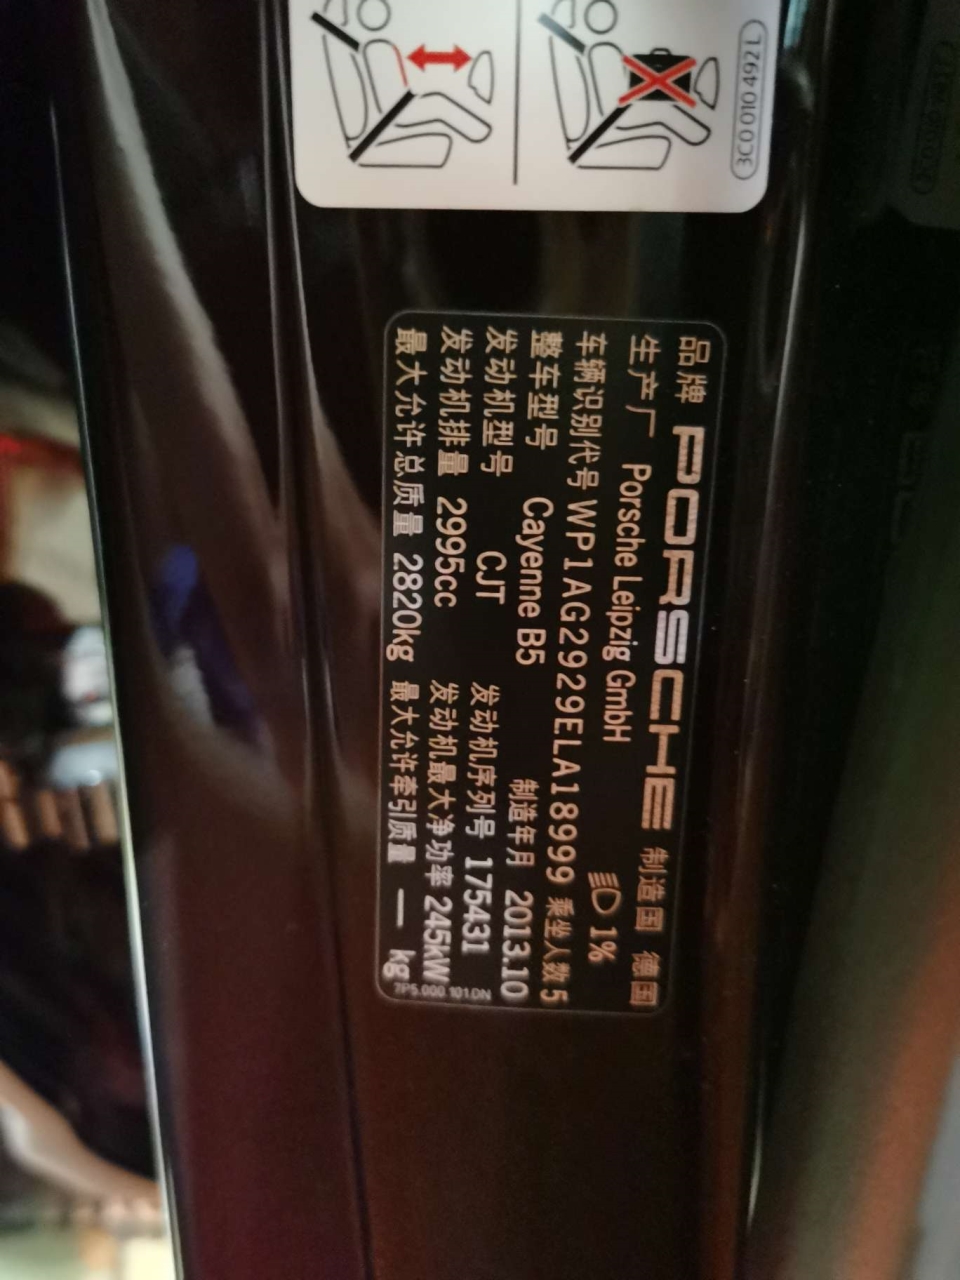 3C0 010 492 L
品牌 PORSCHE 制造国 德国
生产厂 Porsche Leipzig GmbH 1%
车辆识别代号 WP1AG2929ELA18999 乘坐人数 5
整车型号 Cayenne B5 制造年月 2013.10
发动机型号 CJT 发动机序列号 175431
发动机排量 2995cc 发动机最大净功率 245kW
最大允许总质量 2820kg 最大允许牵引质量 — kg
7P5.000.101.DN